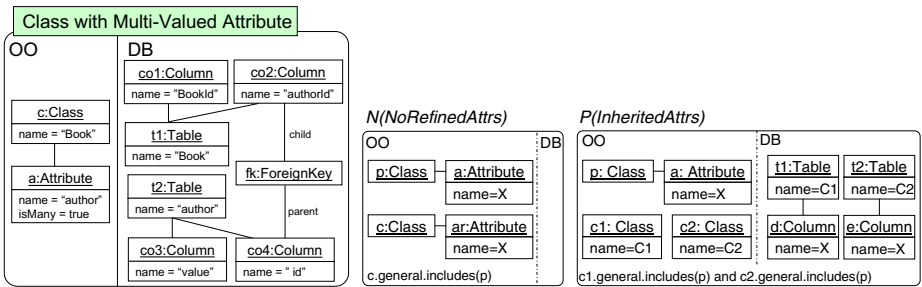 Class with Multi-Valued Attribute
OO
DB
c:Class
name = "Book"
a:Attribute
name = "author"
isMany = true
co1:Column
name = "BookId"
co2:Column
name = "authorId"
t1:Table
name = "Book"
child
fk:ForeignKey
t2:Table
name = "author"
parent
co3:Column
name = "value"
co4:Column
name = " id"
N(NoRefinedAttrs)
OO
DB
p:Class
a:Attribute
name=X
c:Class
ar:Attribute
name=X
c.general.includes(p)
P(InheritedAttrs)
OO
DB
p: Class
a: Attribute
name=X
c1: Class
name=C1
c2: Class
name=C2
t1:Table
name=C1
t2:Table
name=C2
d:Column
name=X
e:Column
name=X
c1.general.includes(p) and c2.general.includes(p)